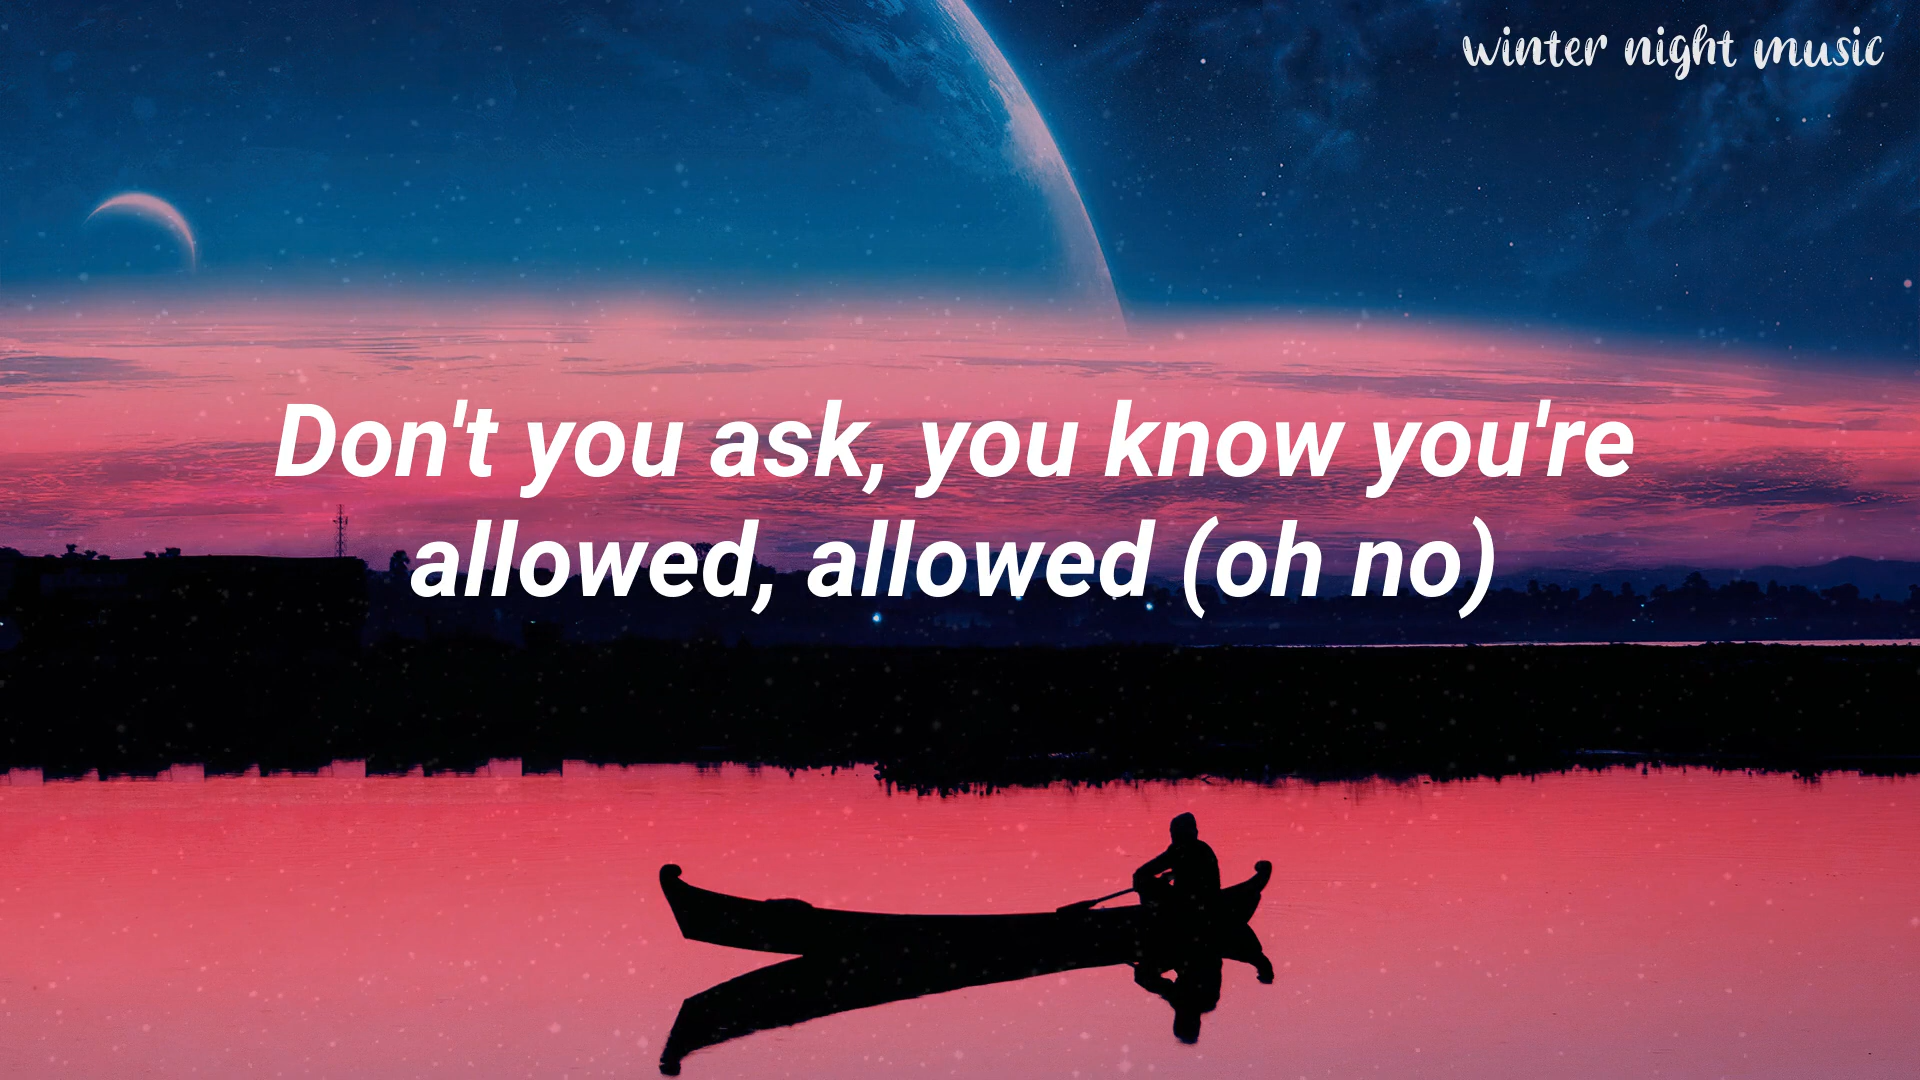 winter night music
Don't you ask, you know you're
allowed, allowed (oh no)